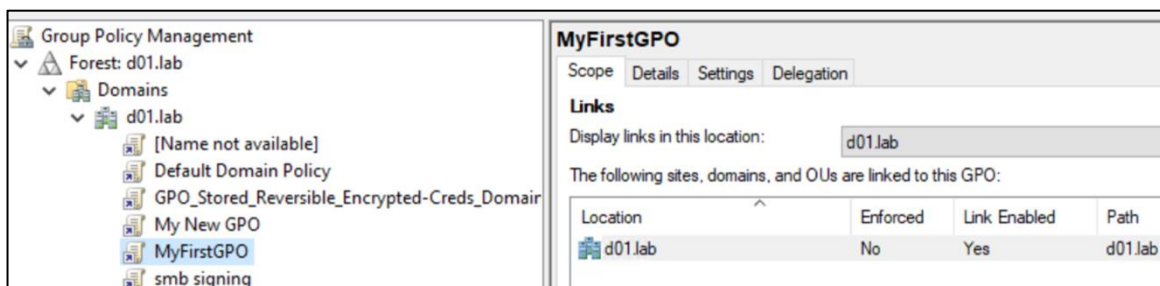 Group Policy Management
Forest: d01.lab
Domains
d01.lab
[Name not available]
Default Domain Policy
GPO_Stored_Reversible_Encrypted-Creds_Domain
My New GPO
MyFirstGPO
smb signing
MyFirstGPO
Scope Details Settings Delegation
Links
Display links in this location: d01.lab
The following sites, domains, and OUs are linked to this GPO:
Location Enforced Link Enabled Path
d01.lab No Yes d01.lab